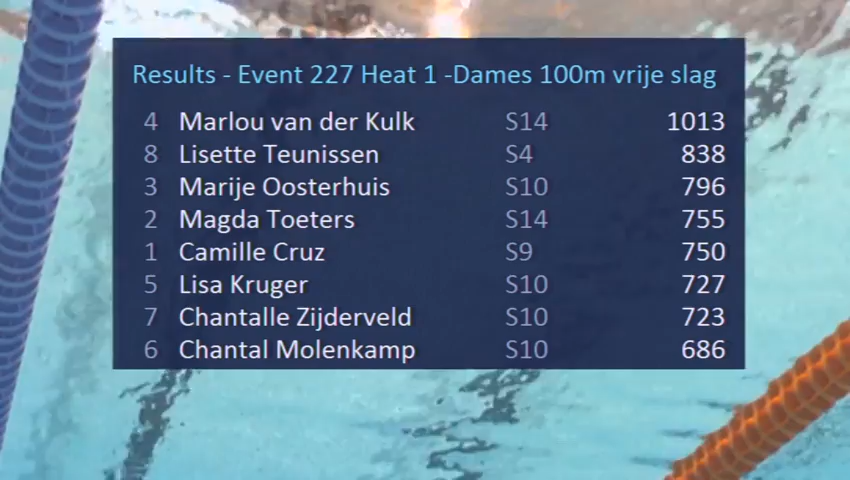 Results - Event 227 Heat 1 -Dames 100m vrije slag
4 Marlou van der Kulk S14 1013
8 Lisette Teunissen S4 838
3 Marije Oosterhuis S10 796
2 Magda Toeters S14 755
1 Camille Cruz S9 750
5 Lisa Kruger S10 727
7 Chantalle Zijderveld S10 723
6 Chantal Molenkamp S10 686